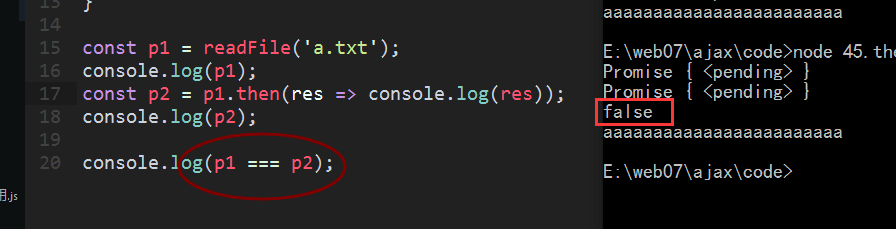 13 }
14
15 const p1 = readFile('a.txt');
16 console.log(p1);
17 const p2 = p1.then(res => console.log(res));
18 console.log(p2);
19
20 console.log(p1 === p2);
用.js
aaaaaaaaaaaaaaaaaaaaaaaa
E:\web07\ajax\code>node 45.the
Promise { <pending> }
Promise { <pending> }
false
aaaaaaaaaaaaaaaaaaaaaaaa
E:\web07\ajax\code>